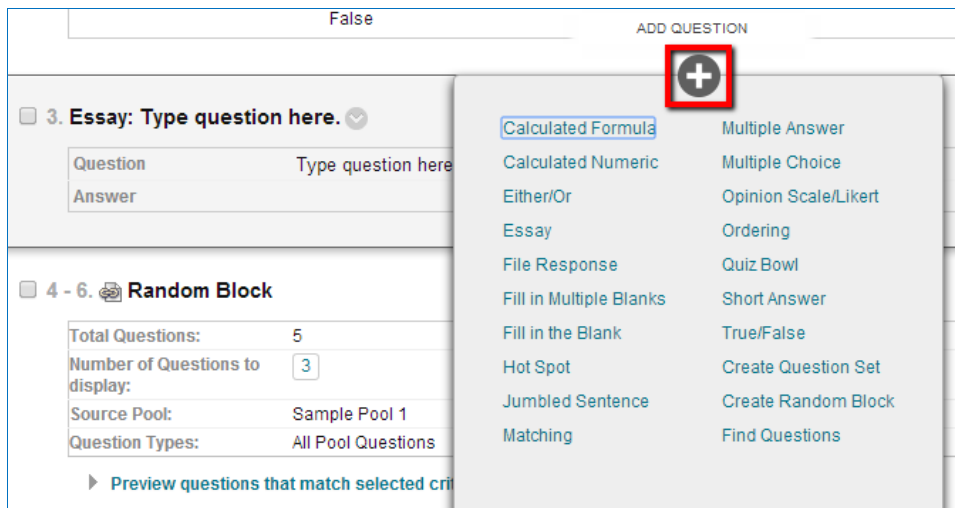 False
ADD QUESTION
3. Essay: Type question here.
Question Type question here
Answer
4 - 6. Random Block
Total Questions: 5
Number of Questions to
display: 3
Source Pool: Sample Pool 1
Question Types: All Pool Questions
Preview questions that match selected crit
Calculated Formula Multiple Answer
Calculated Numeric Multiple Choice
Either/Or Opinion Scale/Likert
Essay Ordering
File Response Quiz Bowl
Fill in Multiple Blanks Short Answer
Fill in the Blank True/False
Hot Spot Create Question Set
Jumbled Sentence Create Random Block
Matching Find Questions